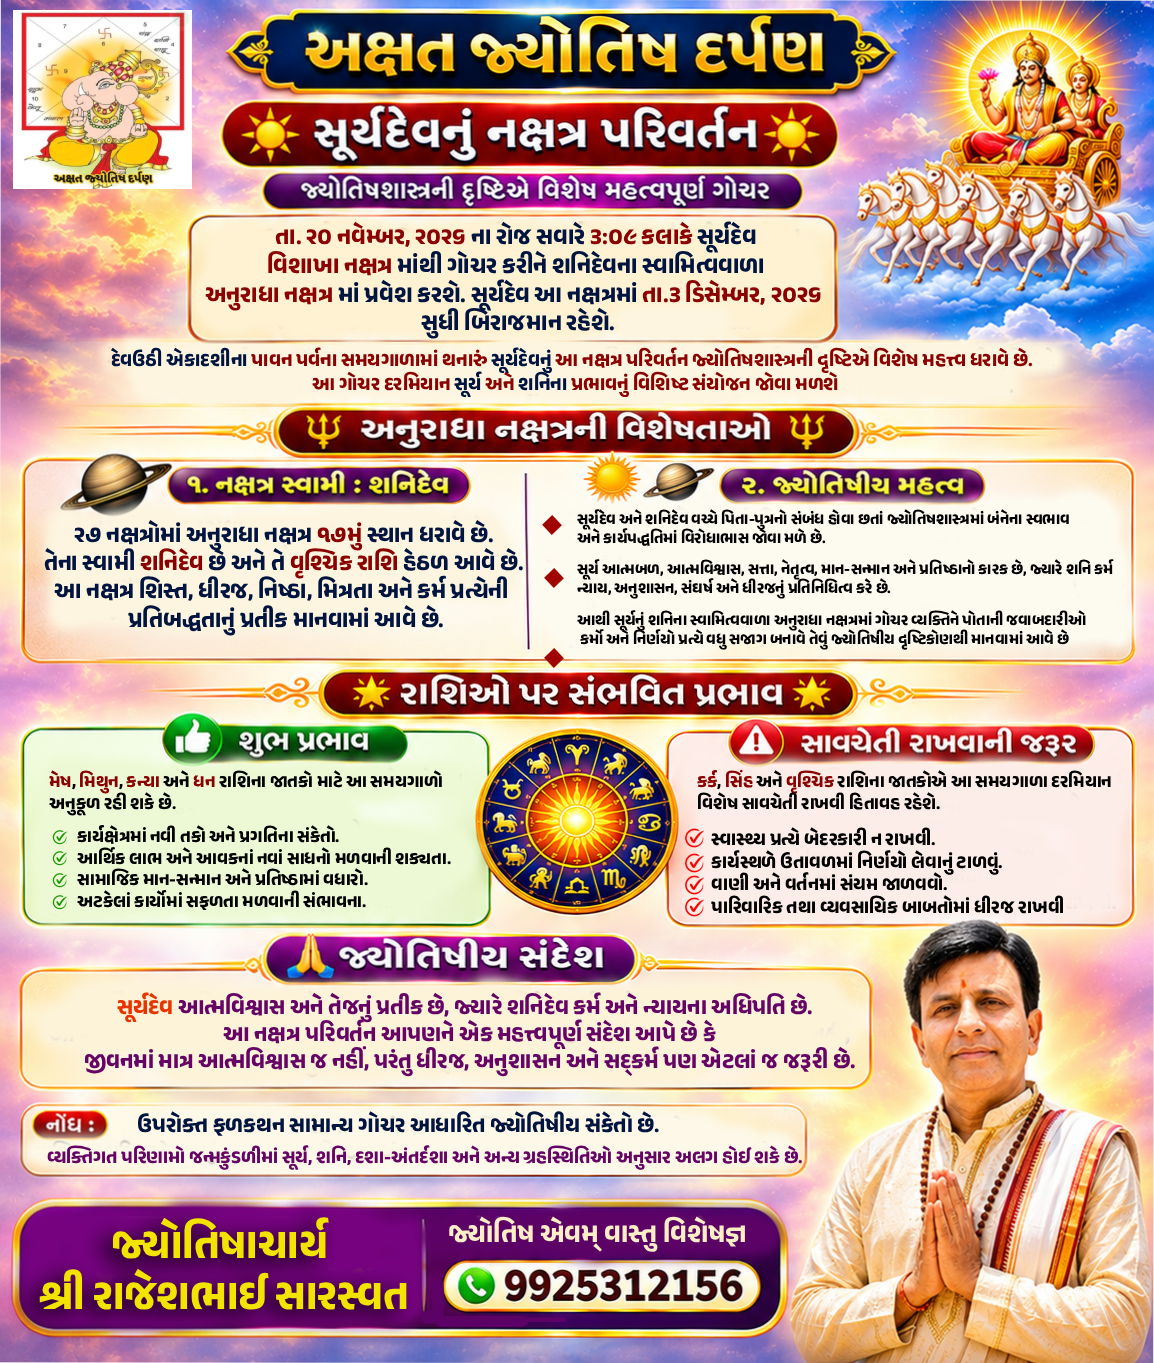 અક્ષત જ્યોતિષ દર્પણ
અક્ષત જ્યોતિષ દર્પણ
સૂર્યદેવનું નક્ષત્ર પરિવર્તન
જ્યોતિષશાસ્ત્રની દૃષ્ટિએ વિશેષ મહત્વપૂર્ણ ગોચર
તા. ૨૦ નવેમ્બર, ૨૦૨૬ ના રોજ સવારે ૩:૦૯ કલાકે સૂર્યદેવ
વિશાખા નક્ષત્ર માંથી ગોચર કરીને શનિદેવના સ્વામિત્વવાળા
અનુરાધા નક્ષત્ર માં પ્રવેશ કરશે. સૂર્યદેવ આ નક્ષત્રમાં તા.૩ ડિસેમ્બર, ૨૦૨૬
સુધી બિરાજમાન રહેશે.
દેવઉઠી એકાદશીના પાવન પર્વના સમયગાળામાં થનારું સૂર્યદેવનું આ નક્ષત્ર પરિવર્તન જ્યોતિષશાસ્ત્રની દૃષ્ટિએ વિશેષ મહત્ત્વ ધરાવે છે.
આ ગોચર દરમિયાન સૂર્ય અને શનિના પ્રભાવનું વિશિષ્ટ સંયોજન જોવા મળશે
અનુરાધા નક્ષત્રની વિશેષતાઓ
૧. નક્ષત્ર સ્વામી : શનિદેવ
૨૭ નક્ષત્રોમાં અનુરાધા નક્ષત્ર ૧૭મું સ્થાન ધરાવે છે.
તેના સ્વામી શનિદેવ છે અને તે વૃશ્ચિક રાશિ હેઠળ આવે છે.
આ નક્ષત્ર શિસ્ત, ધીરજ, નિષ્ઠા, મિત્રતા અને કર્મ પ્રત્યેની
પ્રતિબદ્ધતાનું પ્રતીક માનવામાં આવે છે.
૨. જ્યોતિષીય મહત્વ
સૂર્યદેવ અને શનિદેવ વચ્ચે પિતા-પુત્રનો સંબંધ હોવા છતાં જ્યોતિષશાસ્ત્રમાં બંનેના સ્વભાવ
અને કાર્યપદ્ધતિમાં વિરોધાભાસ જોવા મળે છે.
સૂર્ય આત્મબળ, આત્મવિશ્વાસ, સત્તા, નેતૃત્વ, માન-સન્માન અને પ્રતિષ્ઠાનો કારક છે, જ્યારે શનિ કર્મ
ન્યાય, અનુશાસન, સંઘર્ષ અને ધીરજનું પ્રતિનિધિત્વ કરે છે.
આથી સૂર્યનું શનિના સ્વામિત્વવાળા અનુરાધા નક્ષત્રમાં ગોચર વ્યક્તિને પોતાની જવાબદારીઓ
કર્મો અને નિર્ણયો પ્રત્યે વધુ સજાગ બનાવે તેવું જ્યોતિષીય દૃષ્ટિકોણથી માનવામાં આવે છે
રાશિઓ પર સંભવિત પ્રભાવ
શુભ પ્રભાવ
મેષ, મિથુન, કન્યા અને ધન રાશિના જાતકો માટે આ સમયગાળો
અનુકૂળ રહી શકે છે.
કાર્યક્ષેત્રમાં નવી તકો અને પ્રગતિના સંકેતો.
આર્થિક લાભ અને આવકનાં નવાં સાધનો મળવાની શક્યતા.
સામાજિક માન-સન્માન અને પ્રતિષ્ઠામાં વધારો.
અટકેલાં કાર્યોમાં સફળતા મળવાની સંભાવના.
સાવચેતી રાખવાની જરૂર
કર્ક, સિંહ અને વૃશ્ચિક રાશિના જાતકોએ આ સમયગાળા દરમિયાન
વિશેષ સાવચેતી રાખવી હિતાવહ રહેશે.
સ્વાસ્થ્ય પ્રત્યે બેદરકારી ન રાખવી.
કાર્યસ્થળે ઉતાવળમાં નિર્ણયો લેવાનું ટાળવું.
વાણી અને વર્તનમાં સંયમ જાળવવો.
પારિવારિક તથા વ્યવસાયિક બાબતોમાં ધીરજ રાખવી
જ્યોતિષીય સંદેશ
સૂર્યદેવ આત્મવિશ્વાસ અને તેજનું પ્રતીક છે, જ્યારે શનિદેવ કર્મ અને ન્યાયના અધિપતિ છે.
આ નક્ષત્ર પરિવર્તન આપણને એક મહત્ત્વપૂર્ણ સંદેશ આપે છે કે
જીવનમાં માત્ર આત્મવિશ્વાસ જ નહીં, પરંતુ ધીરજ, અનુશાસન અને સદ્કર્મ પણ એટલાં જ જરૂરી છે.
નોંધ : ઉપરોક્ત ફળકથન સામાન્ય ગોચર આધારિત જ્યોતિષીય સંકેતો છે.
વ્યક્તિગત પરિણામો જન્મકુંડળીમાં સૂર્ય, શનિ, દશા-અંતર્દશા અને અન્ય ગ્રહસ્થિતિઓ અનુસાર અલગ હોઈ શકે છે.
જ્યોતિષાચાર્ય
શ્રી રાજેશભાઈ સારસ્વત
જ્યોતિષ એવમ્ વાસ્તુ વિશેષજ્ઞ
9925312156